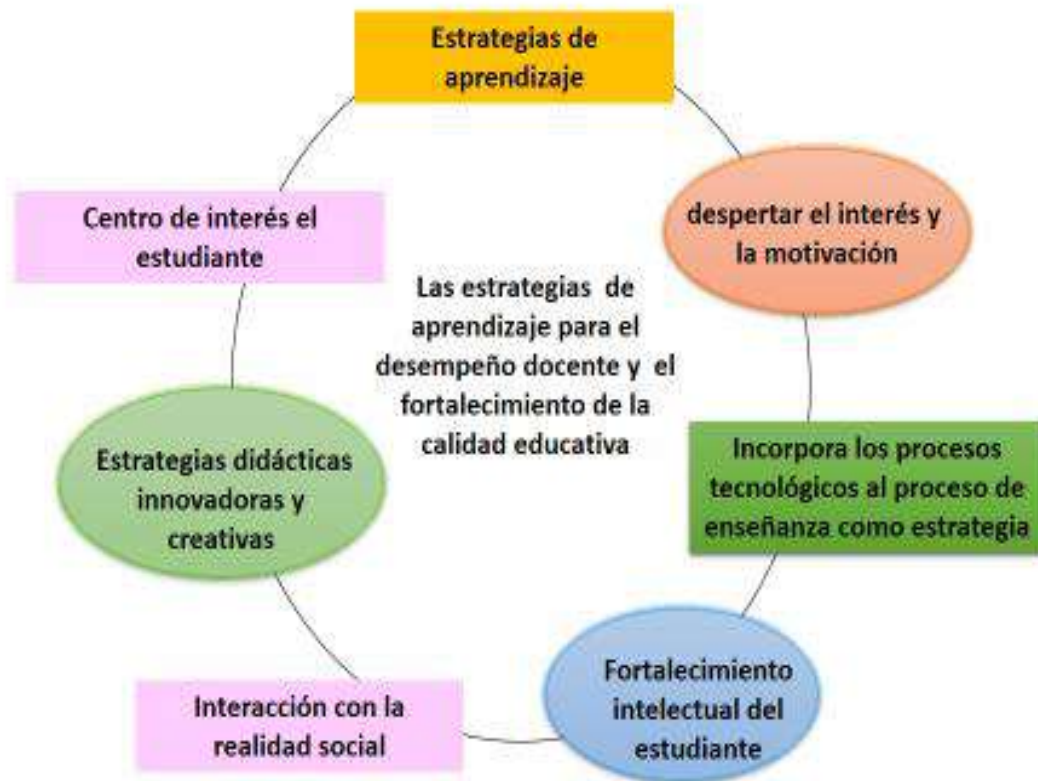 Estrategias de
aprendizaje
despertar el interés y
la motivación
Incorpora los procesos
tecnológicos al proceso de
enseñanza como estrategia
Fortalecimiento
intelectual del
estudiante
Interacción con la
realidad social
Estrategias didácticas
innovadoras y
creativas
Centro de interés el
estudiante
Las estrategias de
aprendizaje para el
desempeño docente y el
fortalecimiento de la
calidad educativa